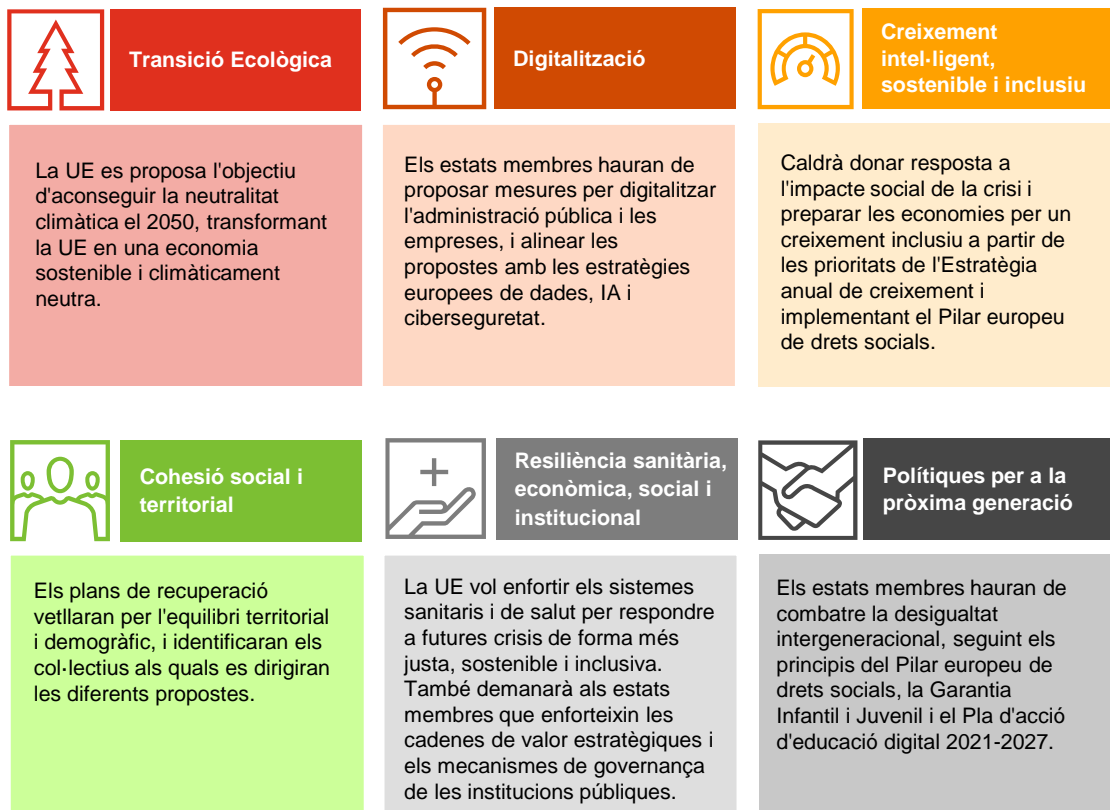 Transició Ecològica
La UE es proposa l'objectiu
d'aconseguir la neutralitat
climàtica el 2050, transformant
la UE en una economia
sostenible i climàticament
neutra.
Digitalització
Els estats membres hauran de
proposar mesures per digitalitzar
l'administració pública i les
empreses, i alinear les
propostes amb les estratègies
europees de dades, IA i
ciberseguretat.
Creixement
intel·ligent,
sostenible i inclusiu
Caldrà donar resposta a
l'impacte social de la crisi i
preparar les economies per un
creixement inclusiu a partir de
les prioritats de l'Estratègia
anual de creixement i
implementant el Pilar europeu
de drets socials.
Cohesió social i
territorial
Els plans de recuperació
vetllaran per l'equilibri territorial
i demogràfic, i identificaran els
col·lectius als quals es dirigiran
les diferents propostes.
Resiliència sanitària,
econòmica, social i
institucional
La UE vol enfortir els sistemes
sanitaris i de salut per respondre
a futures crisis de forma més
justa, sostenible i inclusiva.
També demanarà als estats
membres que enforteixin les
cadenes de valor estratègiques i
els mecanismes de governança
de les institucions públiques.
Polítiques per a la
pròxima generació
Els estats membres hauran de
combatre la desigualtat
intergeneracional, seguint els
principis del Pilar europeu de
drets socials, la Garantia
Infantil i Juvenil i el Pla d'acció
d'educació digital 2021-2027.